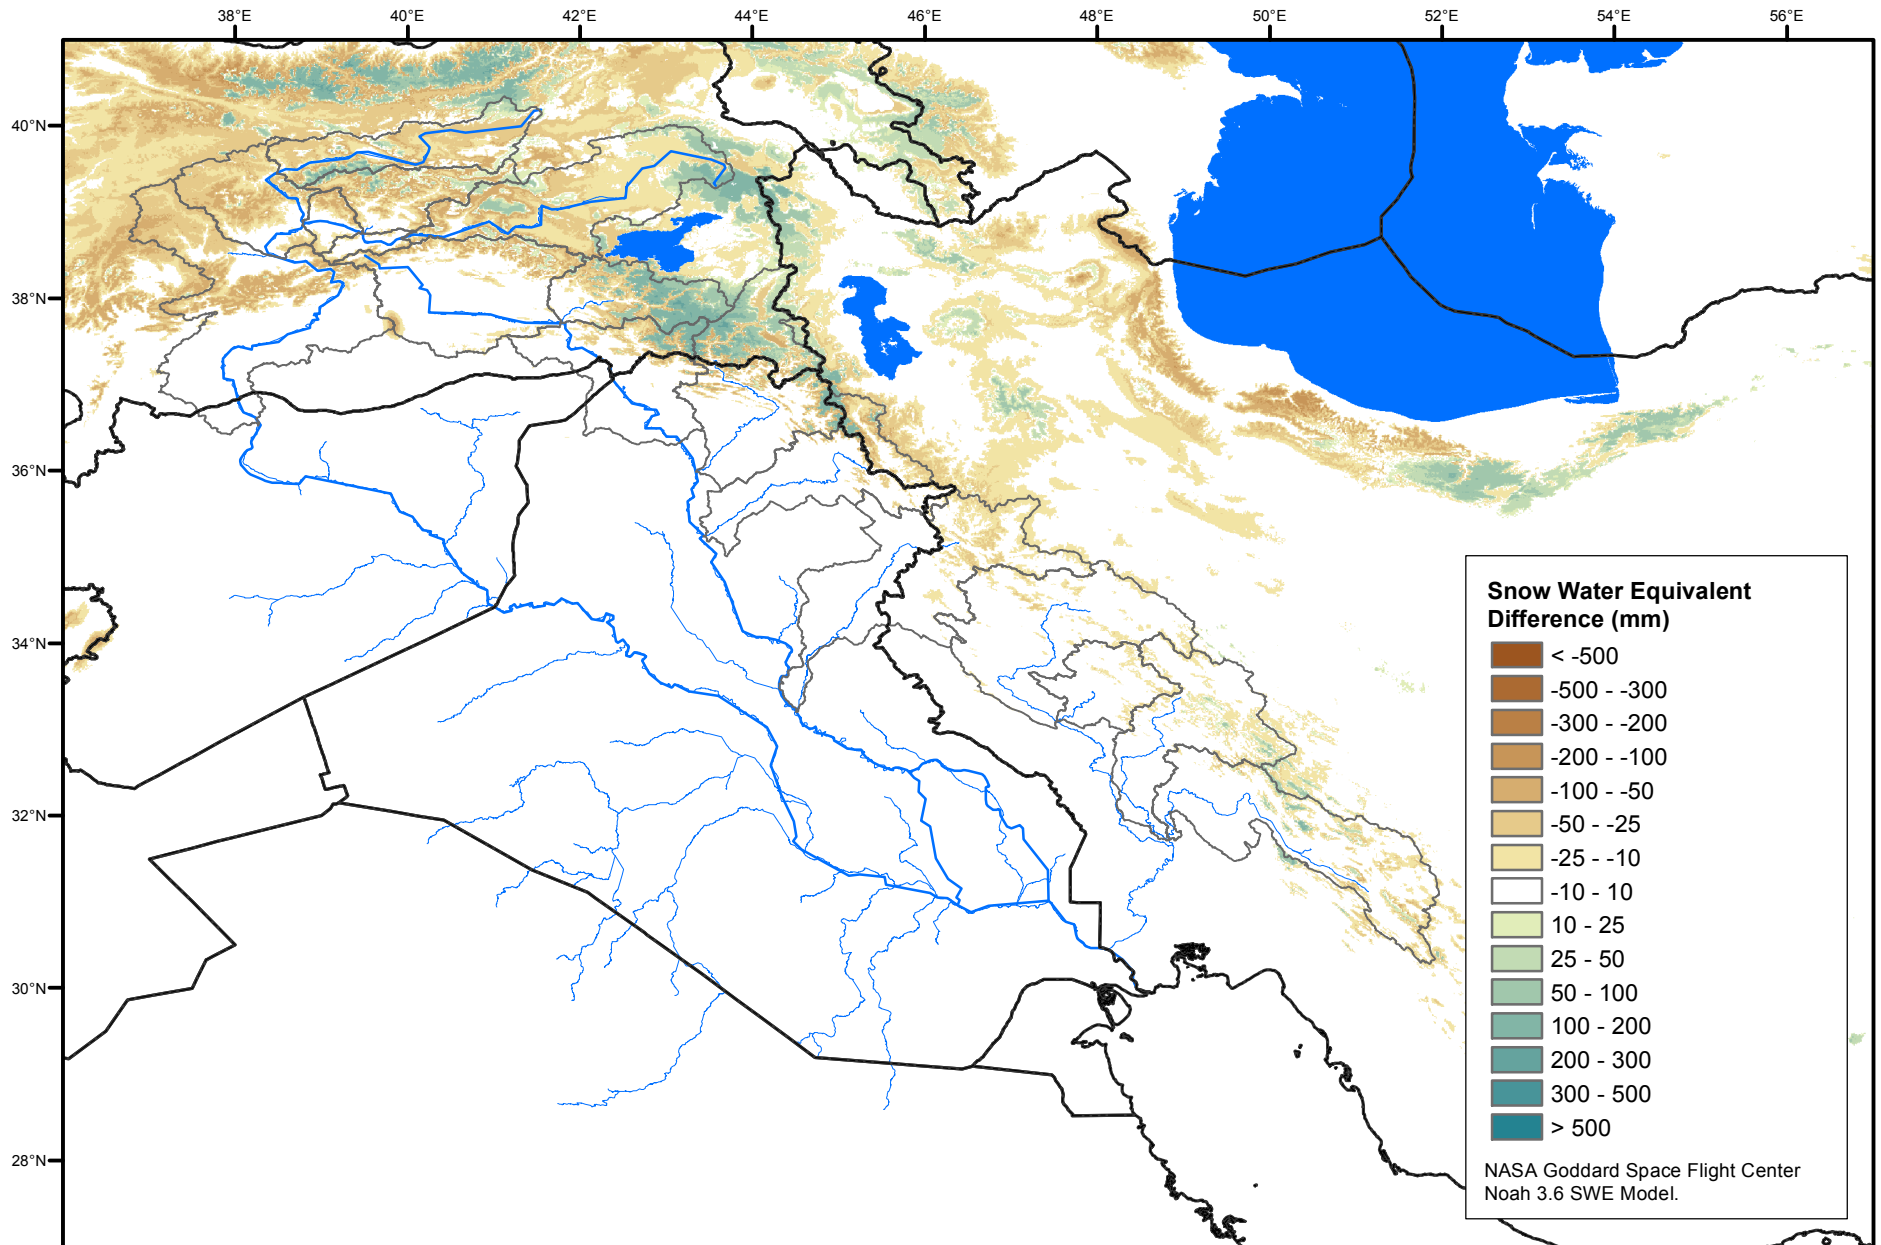 38°E
40°E
42°E
44°E
46°E
48°E
50°E
52°E
54°E
56°E
40°N
38°N
36°N
34°N
32°N
30°N
28°N
Snow Water Equivalent
Difference (mm)
< -500
-500 - -300
-300 - -200
-200 - -100
-100 - -50
-50 - -25
-25 - -10
-10 - 10
10 - 25
25 - 50
50 - 100
100 - 200
200 - 300
300 - 500
> 500
NASA Goddard Space Flight Center
Noah 3.6 SWE Model.